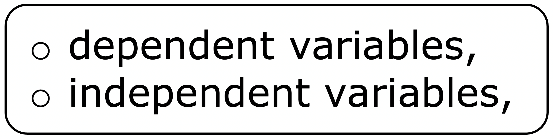 ○ dependent variables,
○ independent variables,